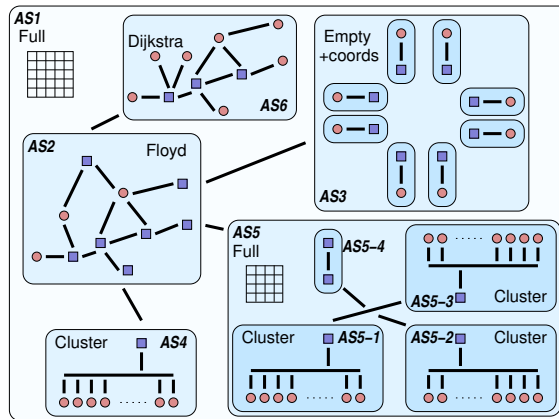 AS1
Full
Dijkstra
AS6
Empty
+coords
AS3
AS2
Floyd
AS5
Full
AS5-4
AS5-3
Cluster
Cluster
AS4
Cluster
AS5-1
AS5-2
Cluster